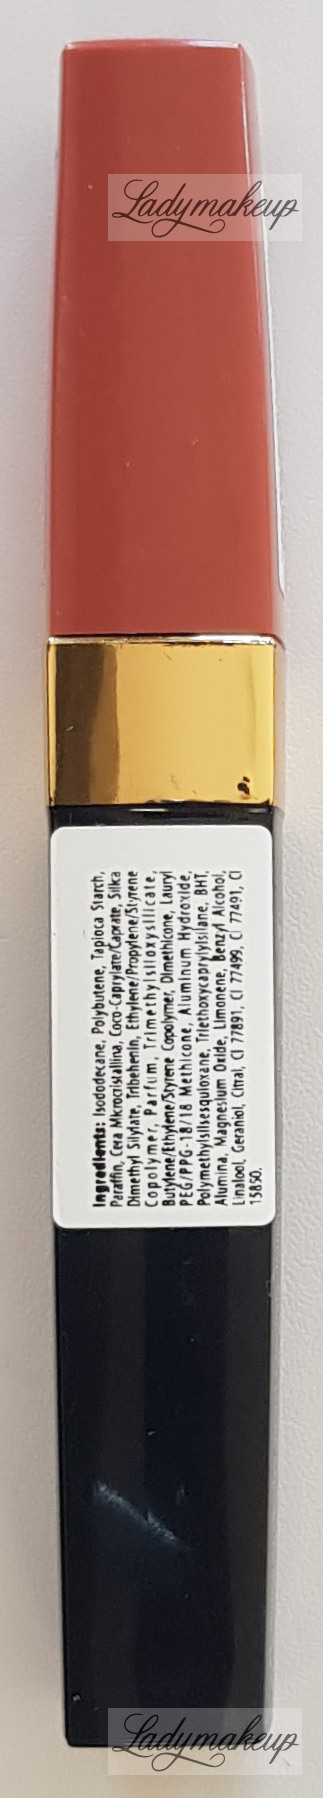 Ladymakeup
Ingredients: Isododecane, Polybutene, Tapioca Starch,
Paraffin, Cera Microcristallina, Coco-Caprylate/Caprate, Silica
Dimethyl Silylate, Tribehenin, Ethylene/Propylene/Styrene
Copolymer, Parfum, Trimethylsiloxysilicate,
Butylene/Ethylene/Styrene Copolymer, Dimethicone, Lauryl
PEG/PPG-18/18 Methicone, Aluminum Hydroxide,
Polymethylsilsesquioxane, Triethoxycaprylylsilane, BHT,
Alumina, Magnesium Oxide, Limonene, Benzyl Alcohol,
Linalool, Geraniol, Citral, CI 77891, CI 77499, CI 77491, CI
15850.
Ladymakeup